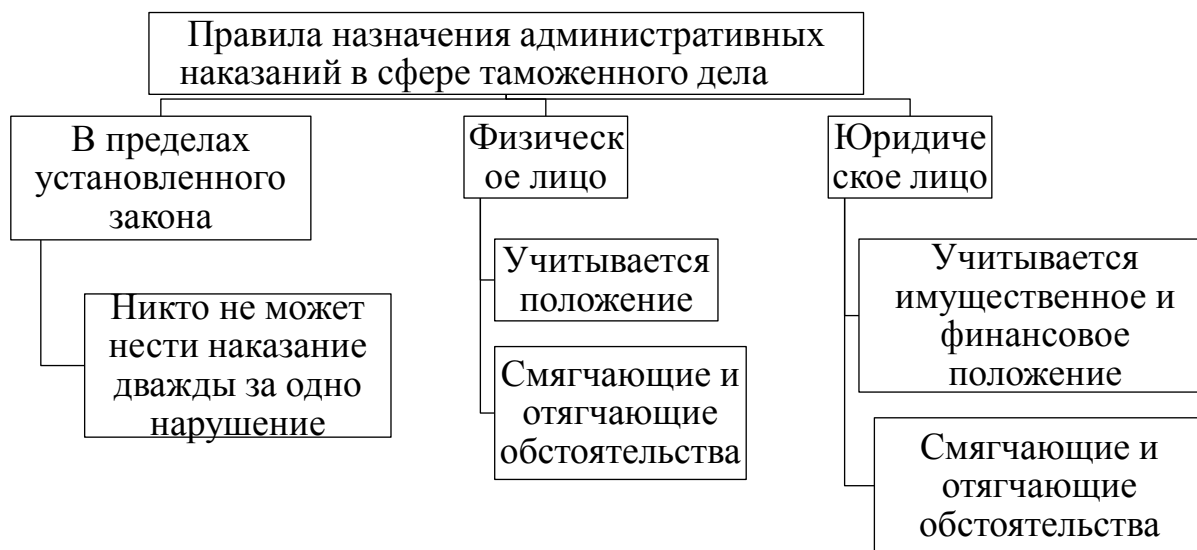 Правила назначения административных
наказаний в сфере таможенного дела
В пределах
установленного
закона
Никто не может
нести наказание
дважды за одно
нарушение
Физическ
ое лицо
Учитывается
положение
Смягчающие и
отягчающие
обстоятельства
Юридиче
ское лицо
Учитывается
имущественное и
финансовое
положение
Смягчающие и
отягчающие
обстоятельства